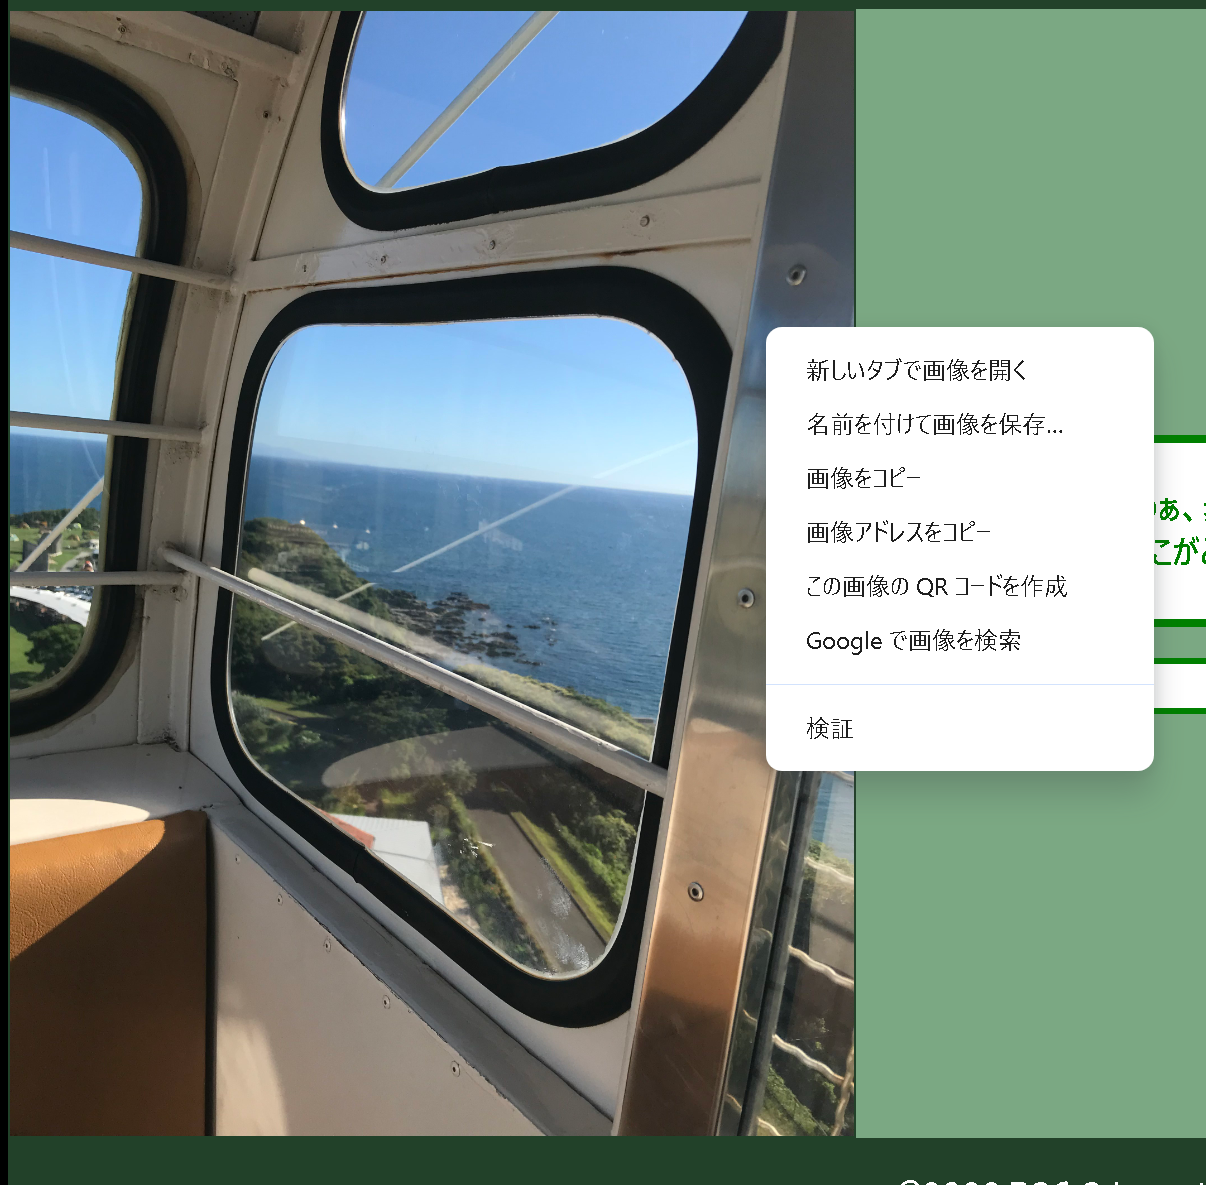 新しいタブで画像を開く
名前を付けて画像を保存...
画像をコピー
画像アドレスをコピー
この画像の QR コードを作成
Google で画像を検索
検証
あ、
こが